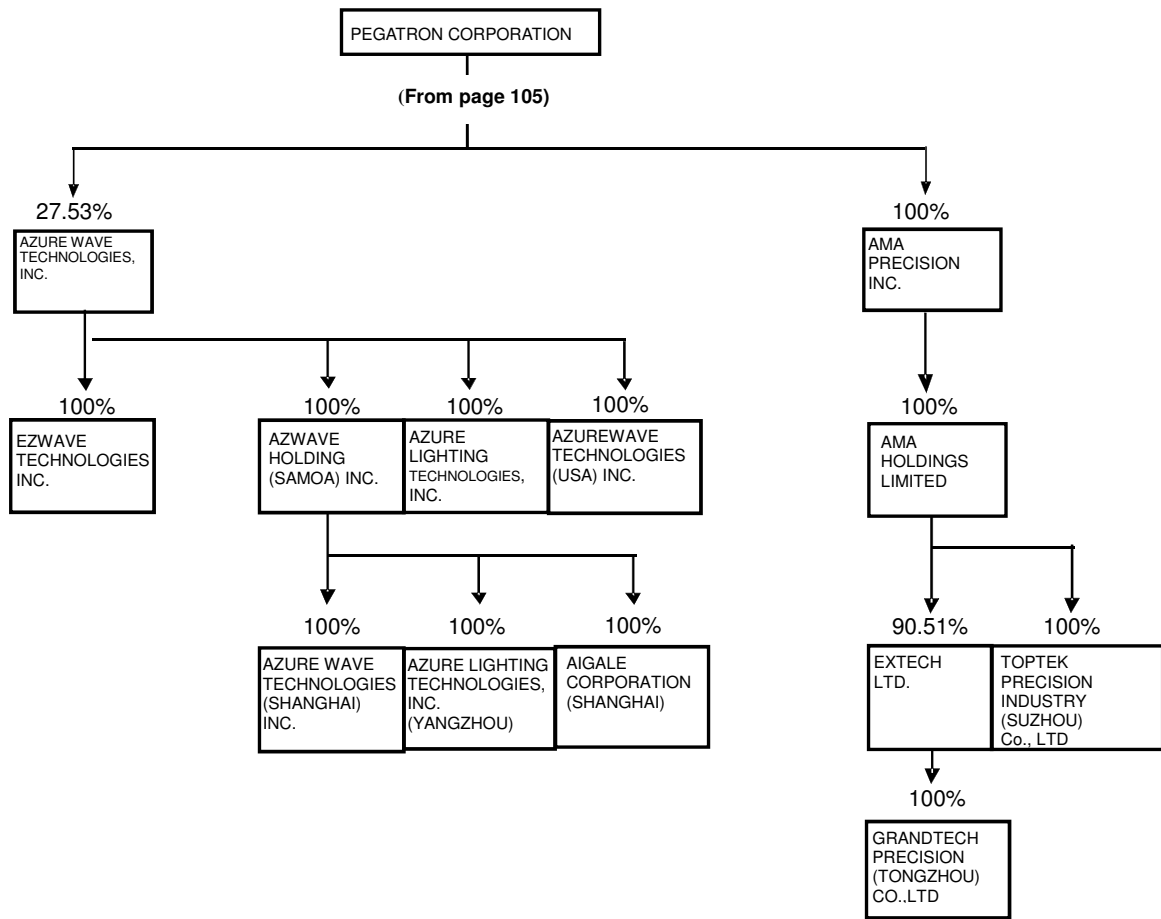 PEGATRON CORPORATION
(From page 105)
27.53%
AZURE WAVE
TECHNOLOGIES,
INC.
100%
AMA
PRECISION
INC.
100%
EZWAVE
TECHNOLOGIES
INC.
100%
AZWAVE
HOLDING
(SAMOA) INC.
100%
AZURE
LIGHTING
TECHNOLOGIES,
INC.
100%
AZUREWAVE
TECHNOLOGIES
(USA) INC.
100%
AMA
HOLDINGS
LIMITED
100%
AZURE WAVE
TECHNOLOGIES
(SHANGHAI)
INC.
100%
AZURE LIGHTING
TECHNOLOGIES,
INC.
(YANGZHOU)
100%
AIGALE
CORPORATION
(SHANGHAI)
90.51%
EXTECH
LTD.
100%
TOPTEK
PRECISION
INDUSTRY
(SUZHOU)
Co., LTD
100%
GRANDTECH
PRECISION
(TONGZHOU)
CO.,LTD